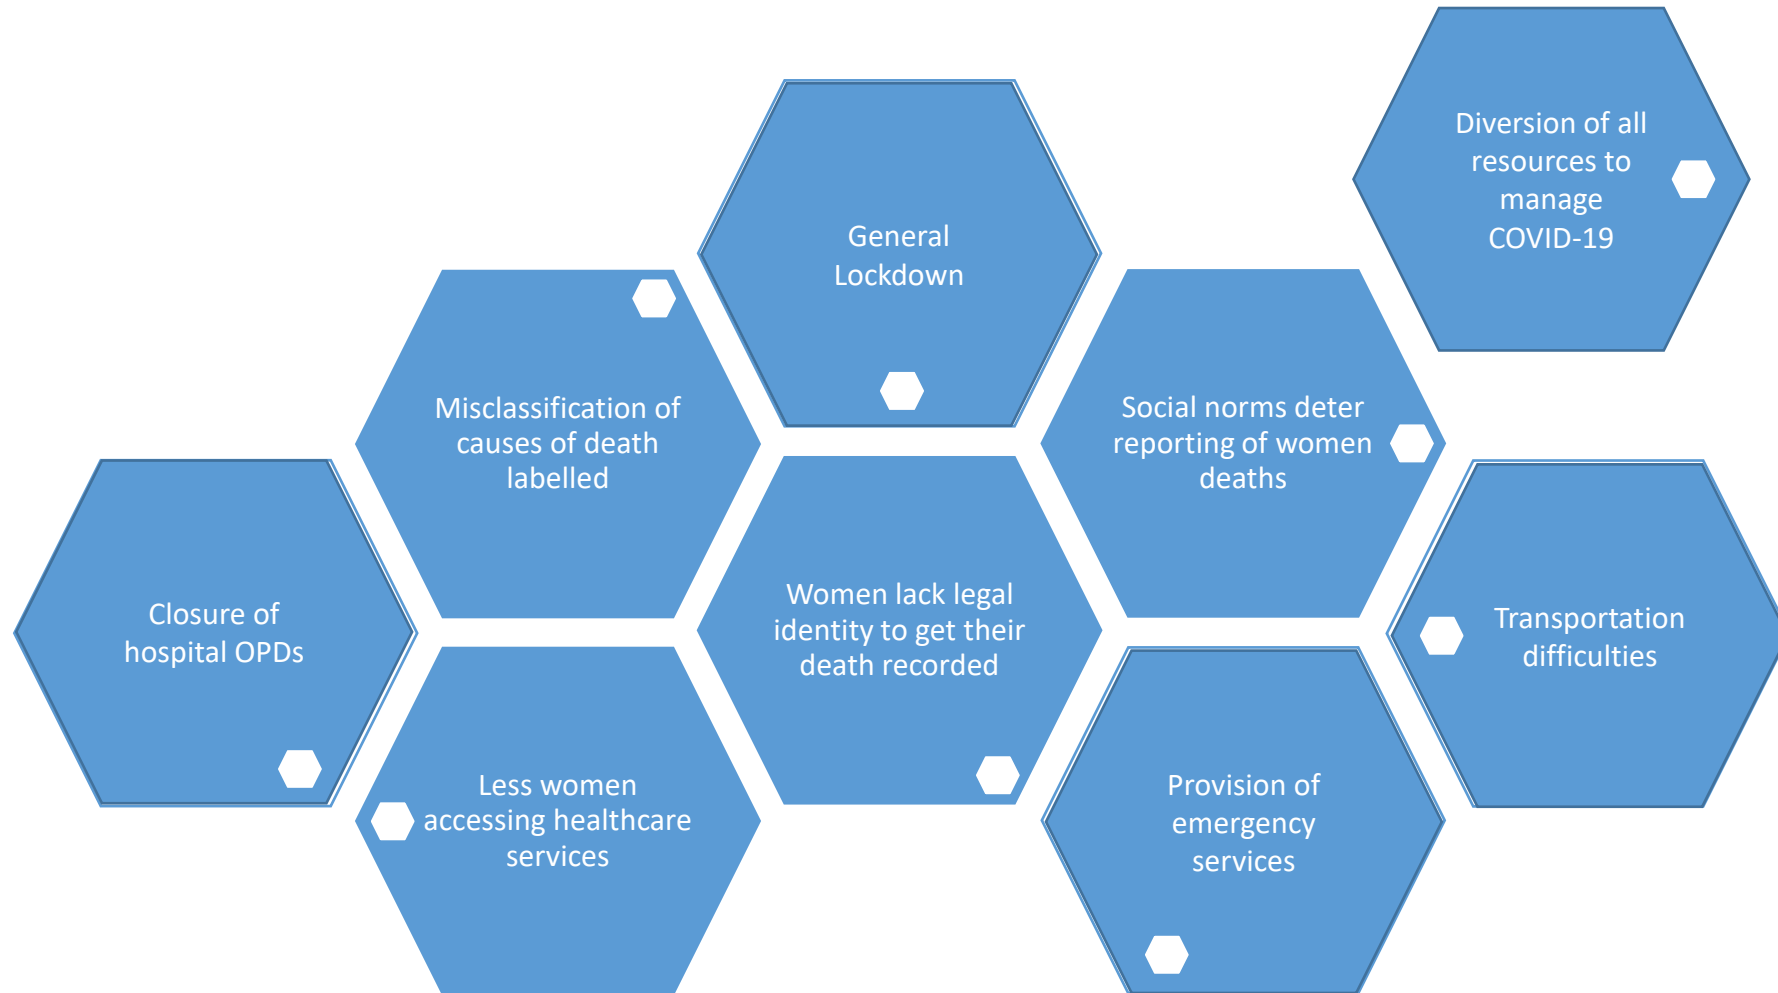 Diversion of all
resources to
manage
COVID-19
General
Lockdown
Misclassification of
causes of death
labelled
Social norms deter
reporting of women
deaths
Closure of
hospital OPDs
Women lack legal
identity to get their
death recorded
Transportation
difficulties
Less women
accessing healthcare
services
Provision of
emergency
services